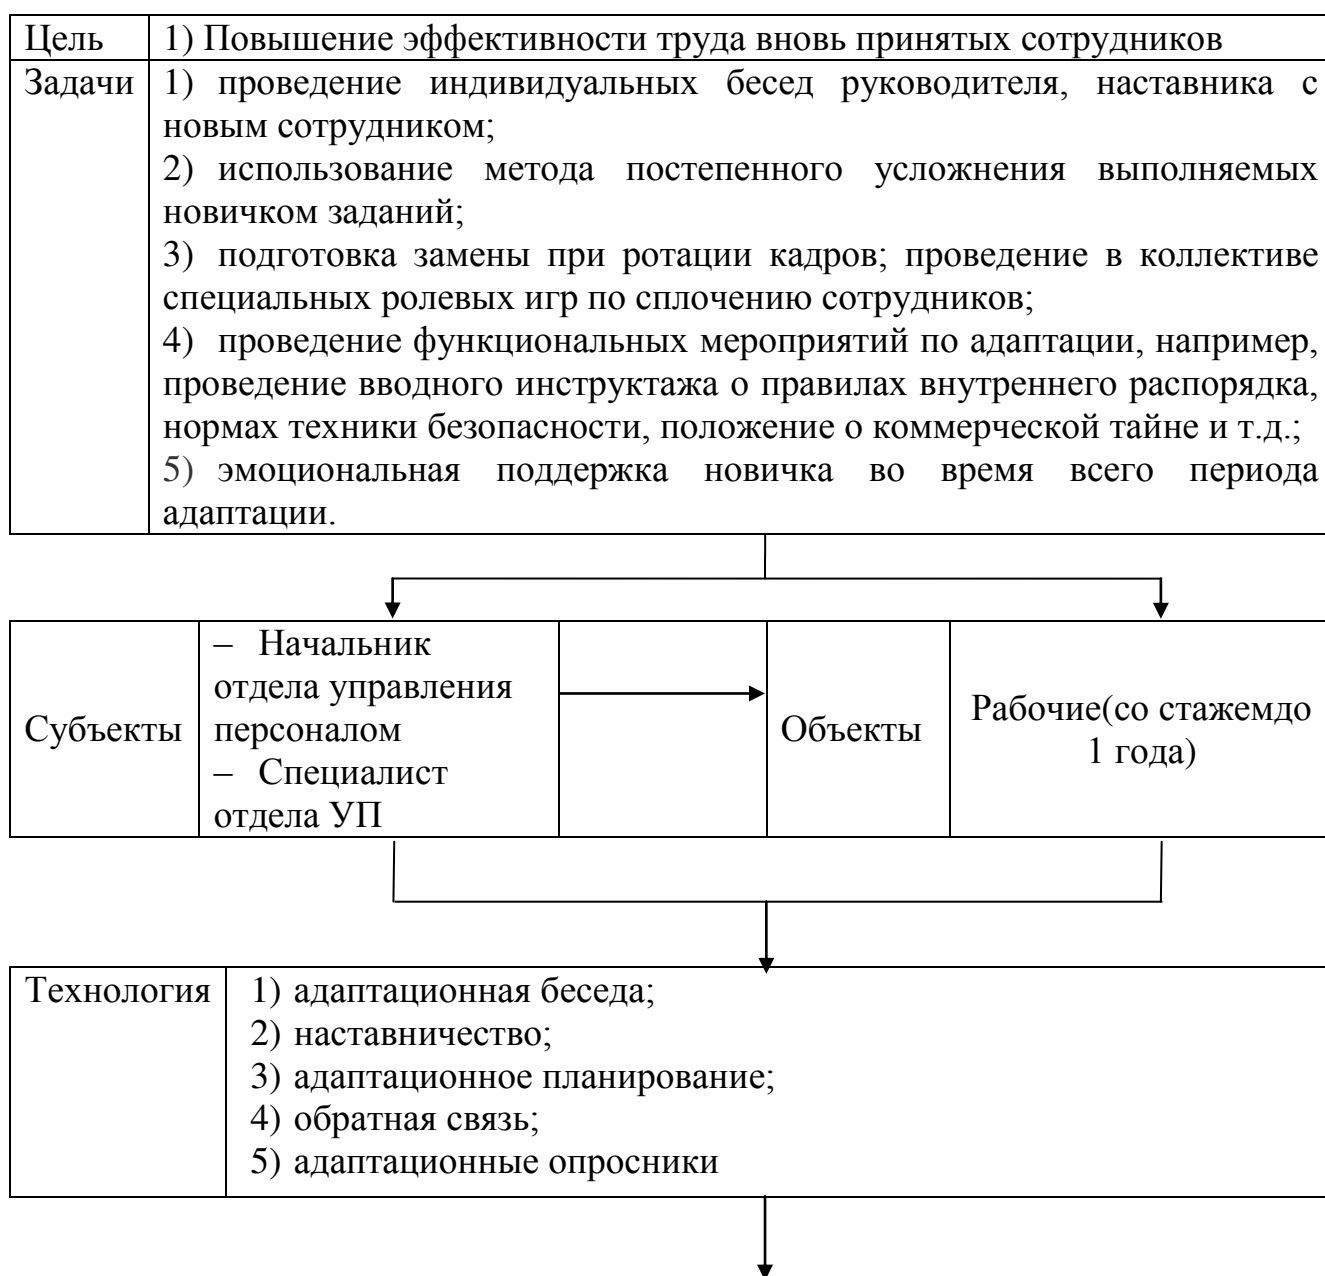 Цель 1) Повышение эффективности труда вновь принятых сотрудников
Задачи 1) проведение индивидуальных бесед руководителя, наставника с
новым сотрудником;
2) использование метода постепенного усложнения выполняемых
новичком заданий;
3) подготовка замены при ротации кадров; проведение в коллективе
специальных ролевых игр по сплочению сотрудников;
4) проведение функциональных мероприятий по адаптации, например,
проведение вводного инструктажа о правилах внутреннего распорядка,
нормах техники безопасности, положение о коммерческой тайне и т.д.;
5) эмоциональная поддержка новичка во время всего периода
адаптации.
Субъекты
– Начальник
отдела управления
персоналом
– Специалист
отдела УП
Объекты
Рабочие(со стажемдо
1 года)
Технология 1) адаптационная беседа;
2) наставничество;
3) адаптационное планирование;
4) обратная связь;
5) адаптационные опросники